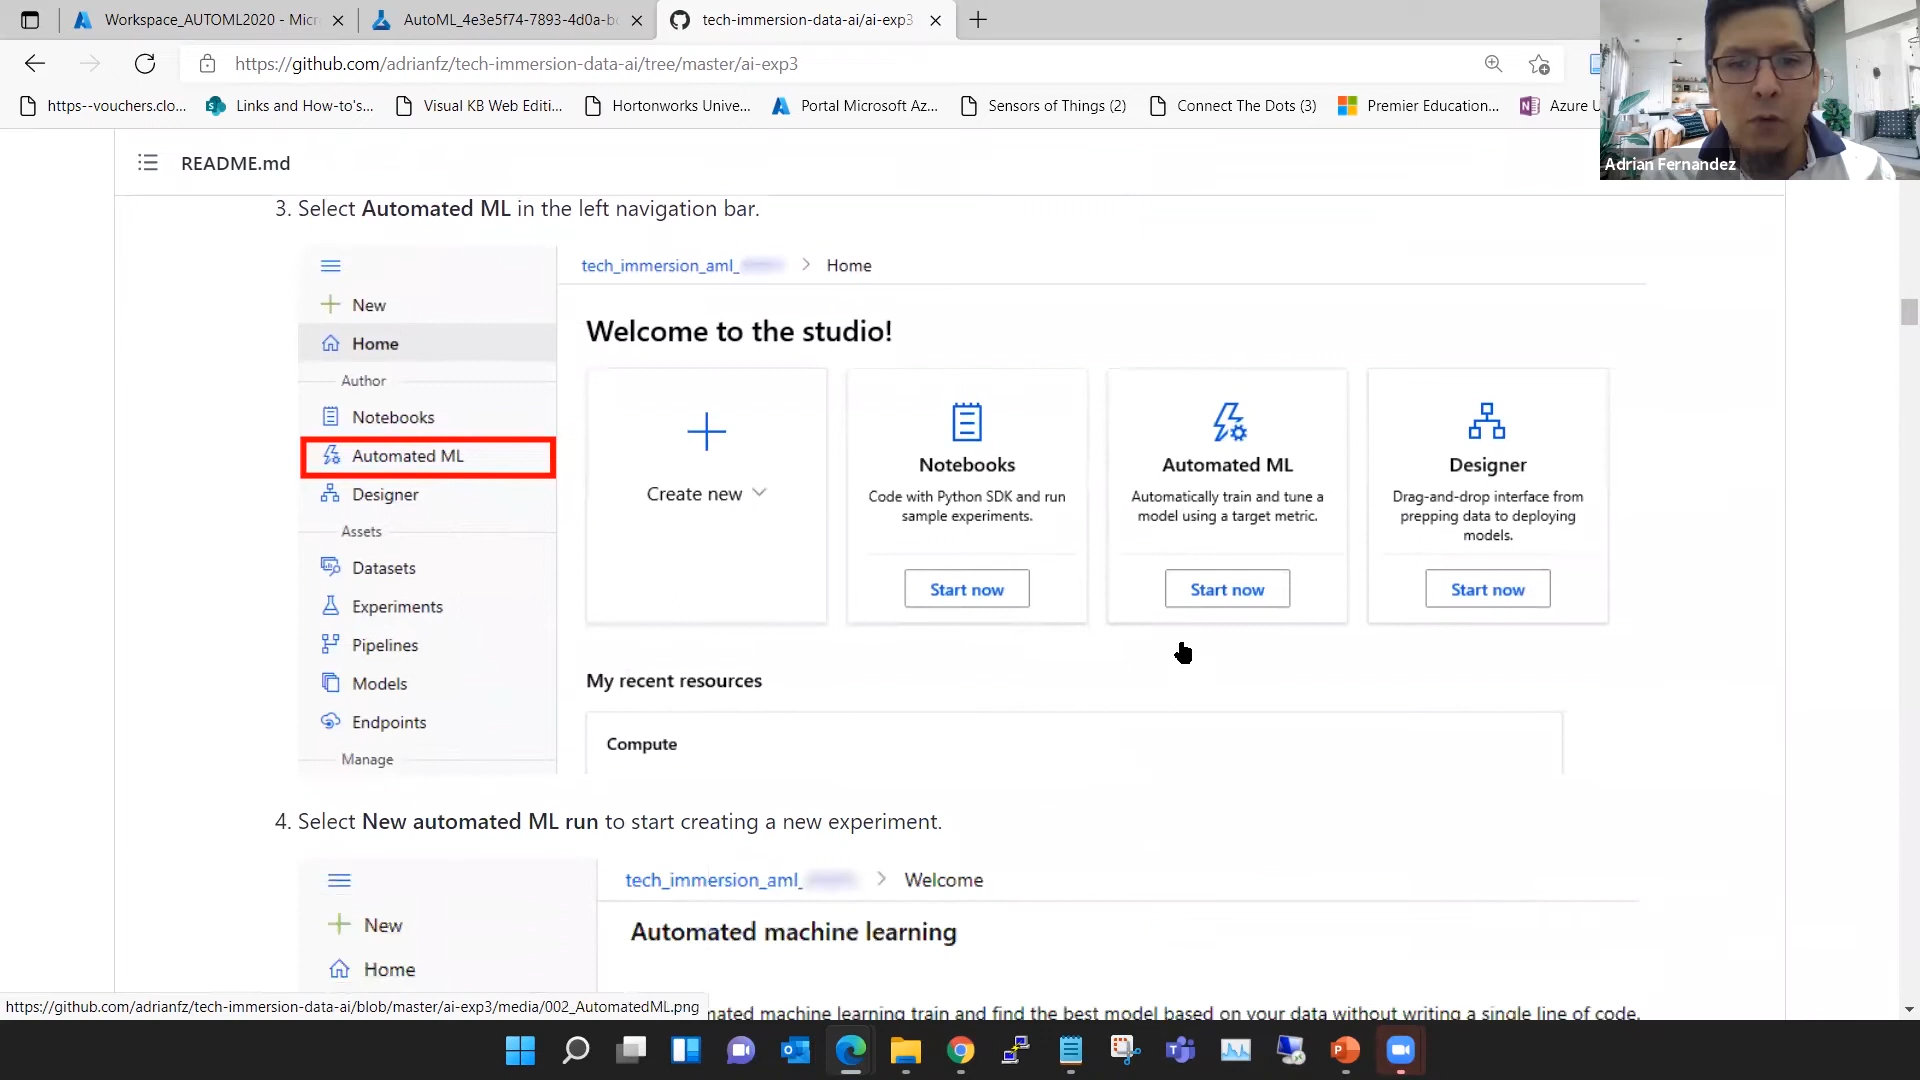 Workspace_AUTOML2020 - Micr
AutoML_4e3e5f74-7893-4d0a-bc
tech-immersion-data-ai/ai-exp3
https://github.com/adrianfz/tech-immersion-data-ai/tree/master/ai-exp3
https--vouchers.clo...
Links and How-to's...
Visual KB Web Editi...
Hortonworks Unive...
Portal Microsoft Az...
Sensors of Things (2)
Connect The Dots (3)
Premier Education...
Azure U
Adrian Fernandez
README.md
3. Select Automated ML in the left navigation bar.
tech_immersion_aml_
Home
New
Home
Author
Notebooks
Automated ML
Designer
Assets
Datasets
Experiments
Pipelines
Models
Endpoints
Manage
Welcome to the studio!
Create new
Notebooks
Code with Python SDK and run
sample experiments.
Start now
Automated ML
Automatically train and tune a
model using a target metric.
Start now
Designer
Drag-and-drop interface from
prepping data to deploying
models.
Start now
My recent resources
Compute
4. Select New automated ML run to start creating a new experiment.
tech_immersion_aml_
Welcome
New
Home
Automated machine learning
mated machine learning train and find the best model based on your data without writing a single line of code.
https://github.com/adrianfz/tech-immersion-data-ai/blob/master/ai-exp3/media/002_AutomatedML.png